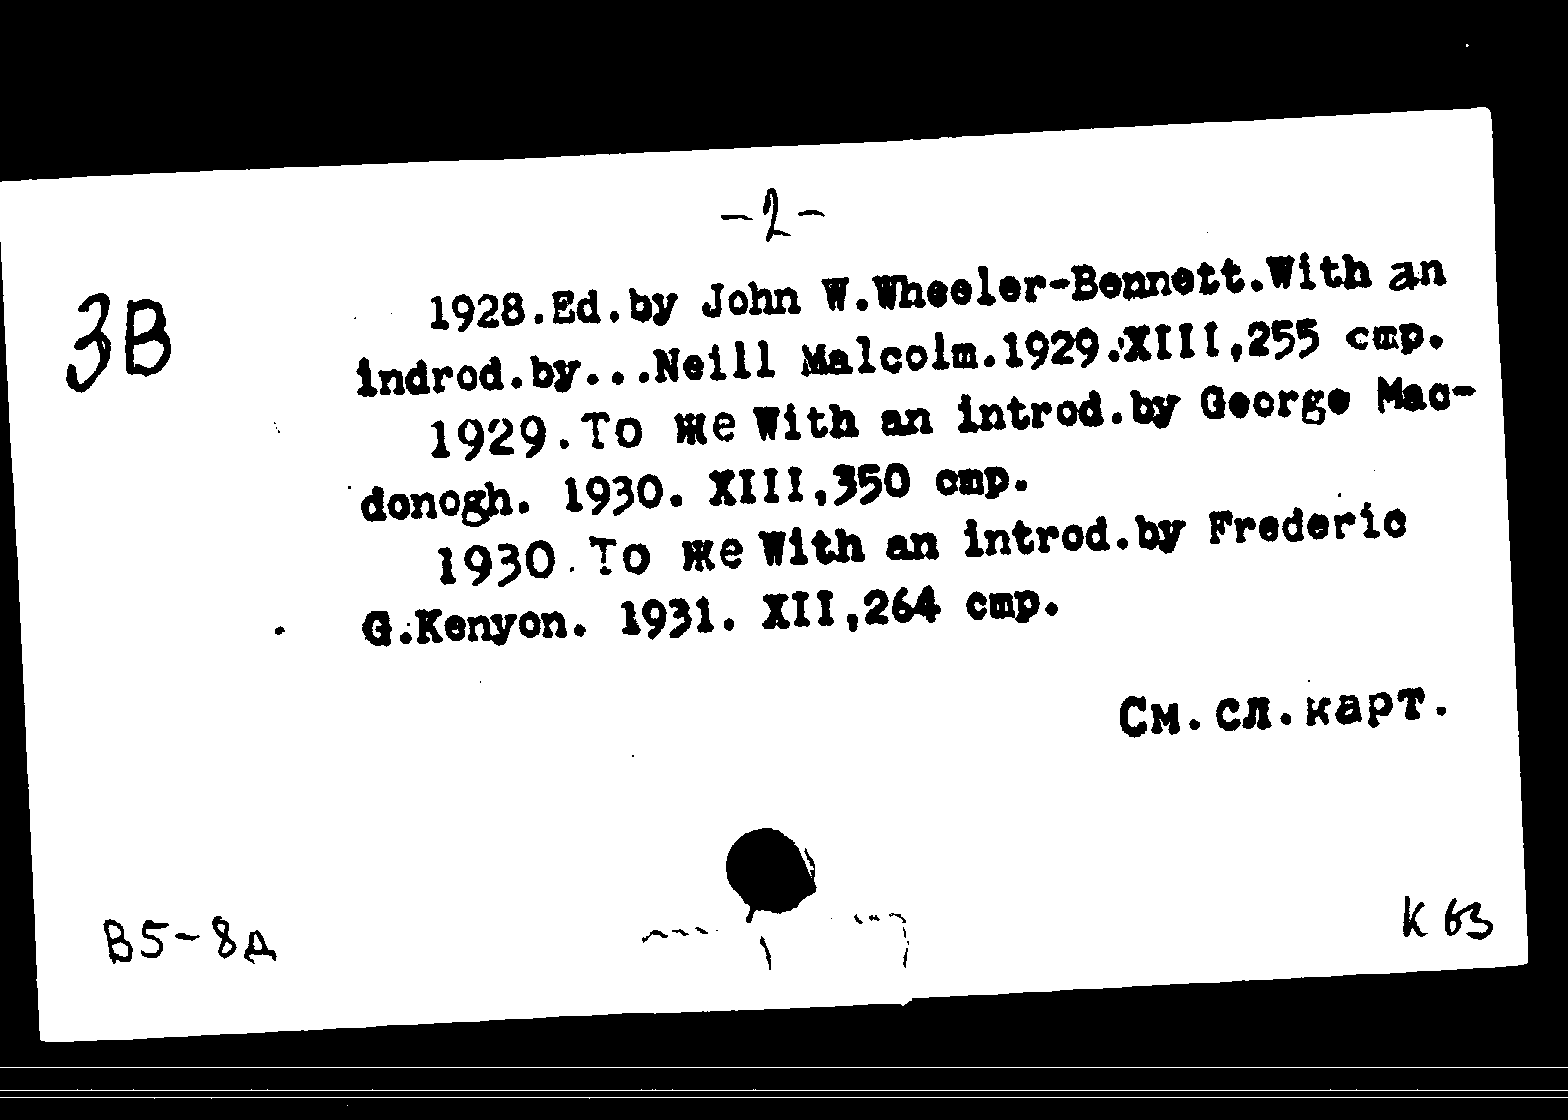 -2-
3В
1928.Ed.by John W.Wheeler-Bennett.With an
indrod.by...Neill Malcolm.1929.XIII,255 стр.
1929.То же With an introd.by George Mac-
donogh. 1930. XIII,350 стр.
1930.То же With an introd.by Frederic
G.Kenyon. 1931. XII,264 стр.
См.сл.карт.
В5-8д
К 63